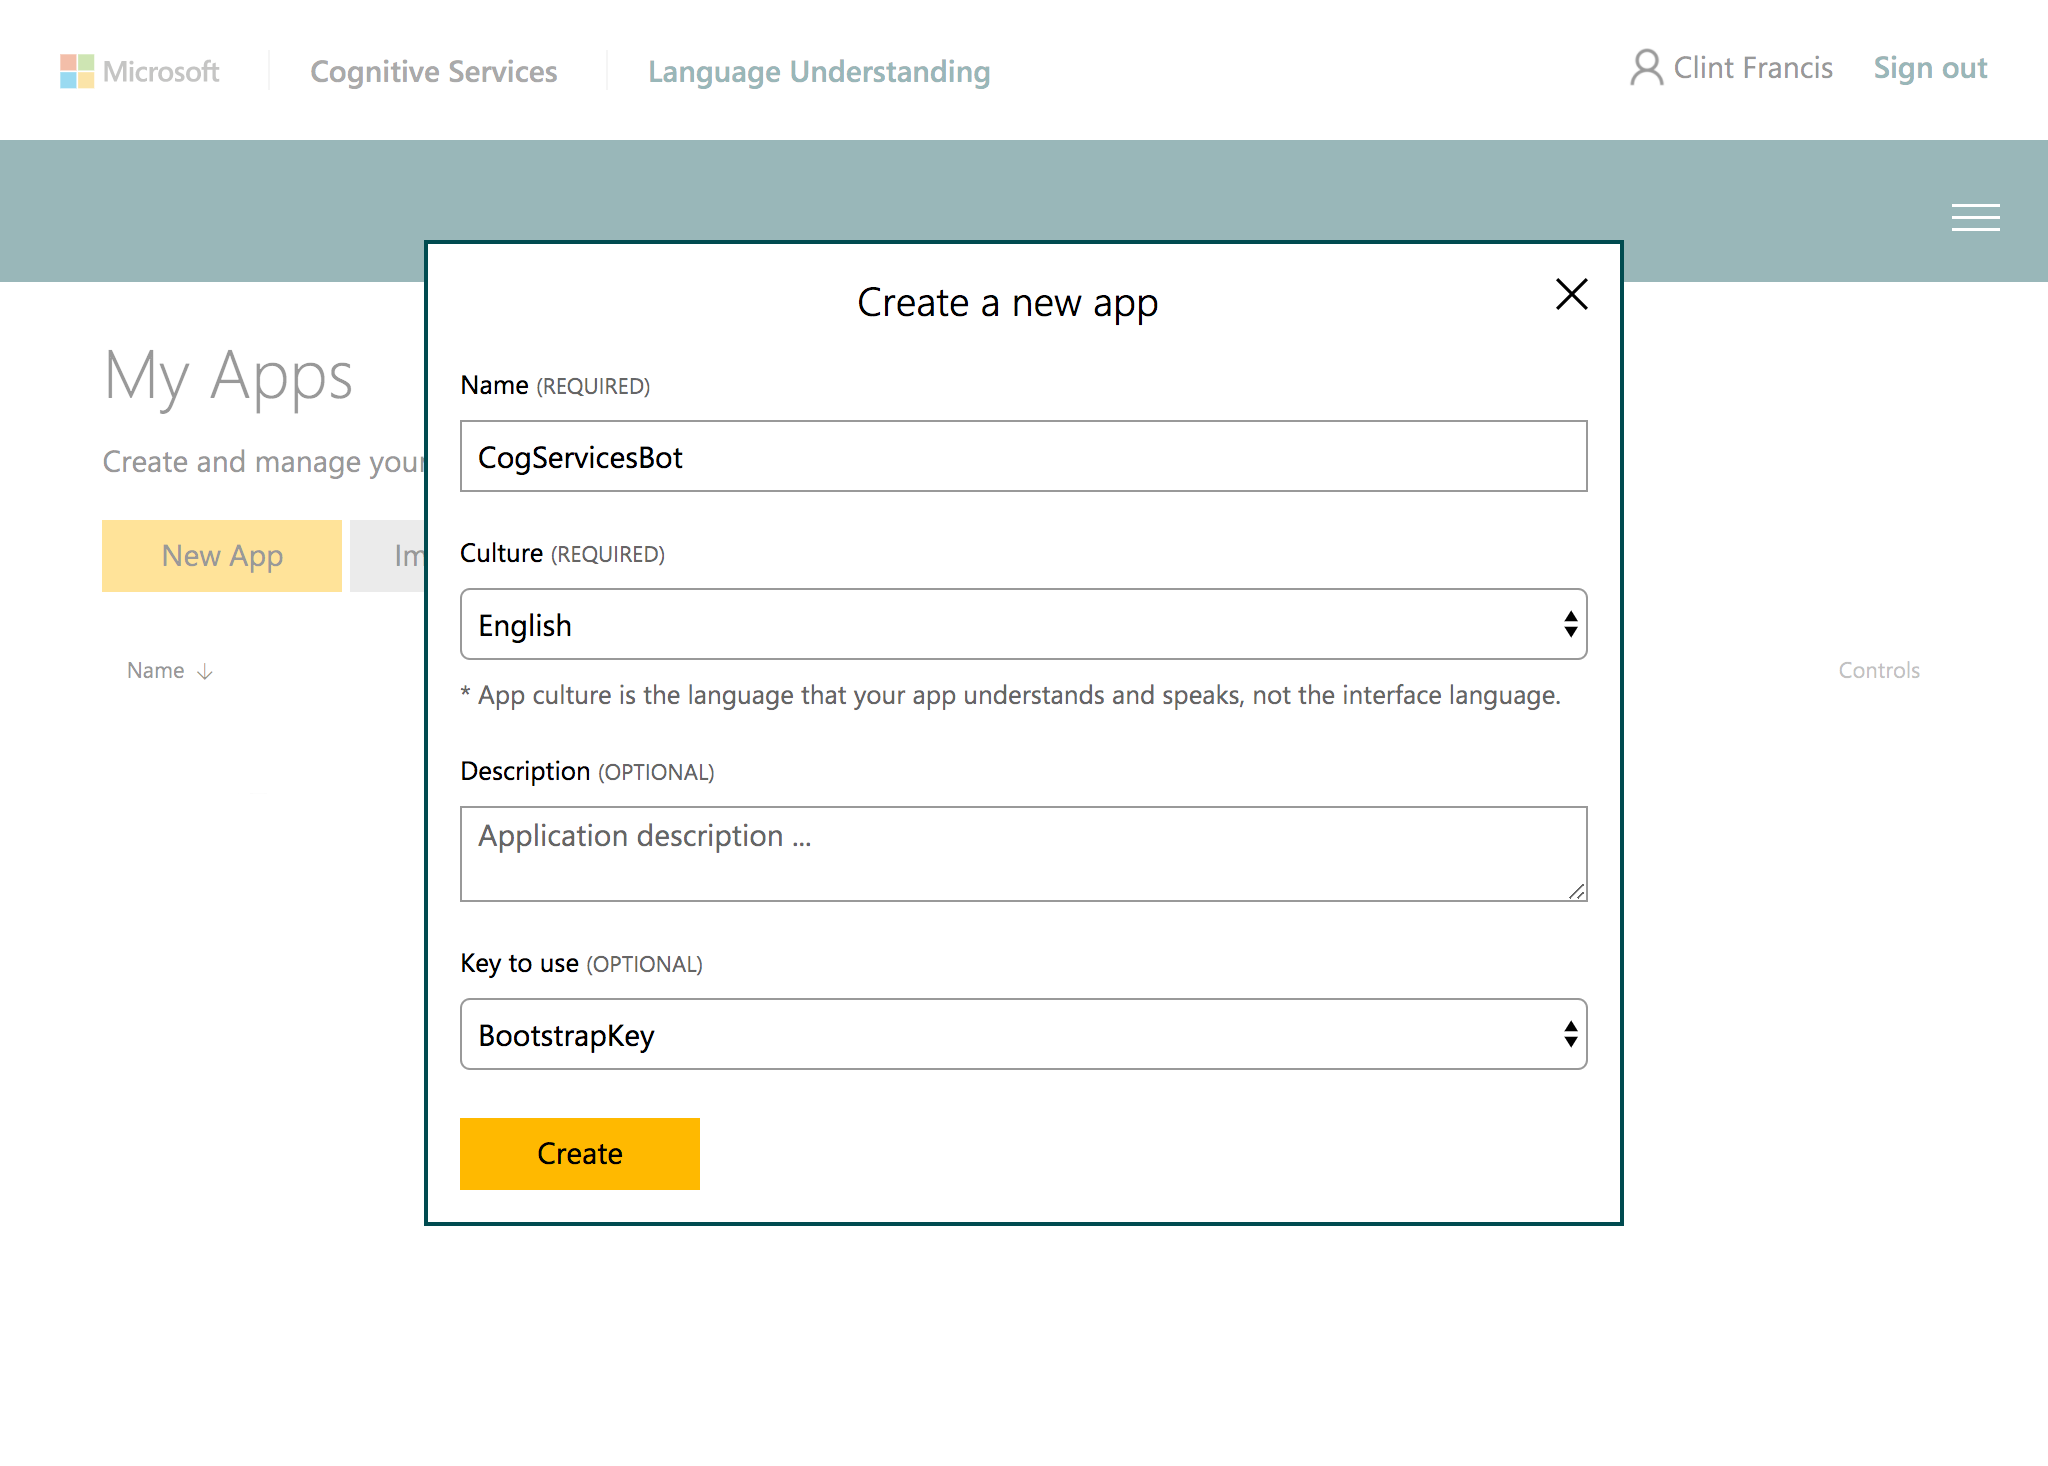 Microsoft
Cognitive Services
Language Understanding
Clint Francis
Sign out
Create a new app
My Apps
Create and manage your
New App
Im
Name
Controls
Name (REQUIRED)
CogServicesBot
Culture (REQUIRED)
English
* App culture is the language that your app understands and speaks, not the interface language.
Description (OPTIONAL)
Application description ...
Key to use (OPTIONAL)
BootstrapKey
Create